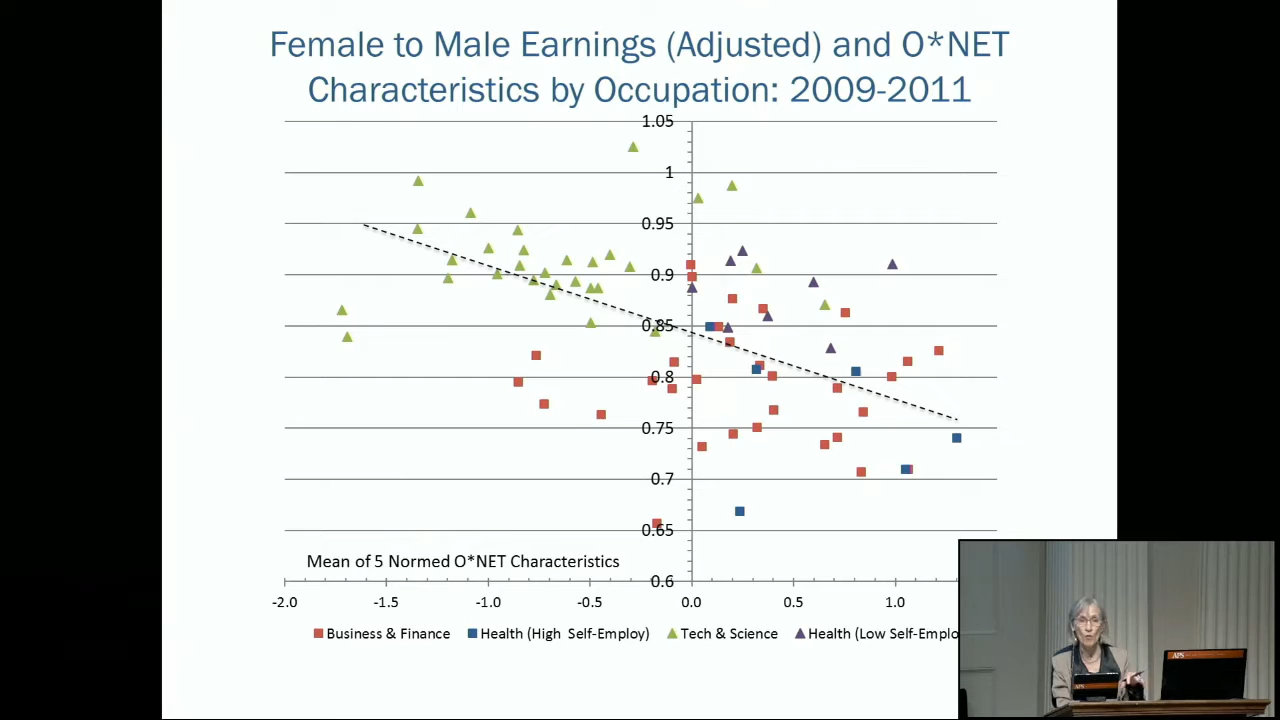 Female to Male Earnings (Adjusted) and O*NET
Characteristics by Occupation: 2009-2011
1.05
1
0.95
0.9
0.85
0.8
0.75
0.7
0.65
Mean of 5 Normed O*NET Characteristics
0.6
-2.0 -1.5 -1.0 -0.5 0.0 0.5 1.0
Business & Finance Health (High Self-Employ) Tech & Science Health (Low Self-Emplo
APS
APS